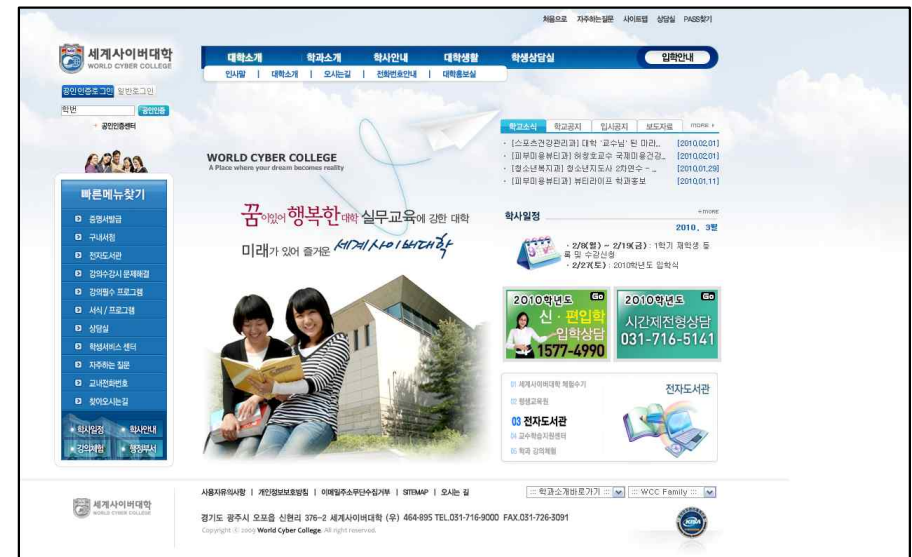 처음으로 자주하는질문 사이트맵 상담실 PASS찾기
세계사이버대학
WORLD CYBER COLLEGE
대학소개 학과소개 학사안내 대학생활 학생상담실 입학안내
인사말 | 대학소개 | 오시는길 | 전화번호안내 | 대학홍보실
공인인증로그인 일반로그인
학번 공인인증
공인인증센터
학교소식 학교공지 입시공지 보도자료 more
· [스포츠건강관리과] 대학 '교수님' 된 미라.. [2010.02.01]
· [피부미용뷰티과] 허창호교수 국제미용건강.. [2010.02.01]
· [청소년복지과] 청소년지도사 2차연수 - .. [2010.01.29]
· [피부미용뷰티과] 뷰티라이프 학과홍보 [2010.01.11]
WORLD CYBER COLLEGE
A Place where your dream becomes reality
꿈이있어 행복한 대학 실무교육에 강한 대학
미래가 있어 즐거운 세계사이버대학
학사일정 +more
2010. 3월
· 2/8(월) ~ 2/19(금) : 1학기 재학생 등
록 및 수강신청
· 2/27(토) : 2010학년도 입학식
빠른메뉴찾기
증명서발급
구내서점
전자도서관
강의수강시 문제해결
강의필수 프로그램
서식 / 프로그램
상담실
학생서비스 센터
자주하는 질문
교내전화번호
찾아오시는길
학사일정 학사안내
강의체험 행정부서
2010학년도 Go
신·편입학
입학상담
1577-4990
2010학년도 Go
시간제전형상담
031-716-5141
01 세계사이버대학 체험수기
02 평생교육원
03 전자도서관
04 교수학습지원센터
05 학과 강의체험
전자도서관
사용자유의사항 | 개인정보보호방침 | 이메일주소무단수집거부 | SITEMAP | 오시는 길
::: 학과소개바로가기 ::: ::: WCC Family :::
세계사이버대학
WORLD CYBER COLLEGE
경기도 광주시 오포읍 신현리 376-2 세계사이버대학 (우) 464-895 TEL.031-716-9000 FAX.031-726-3091
Copyright ⓒ 2009 World Cyber College. All right reserved.